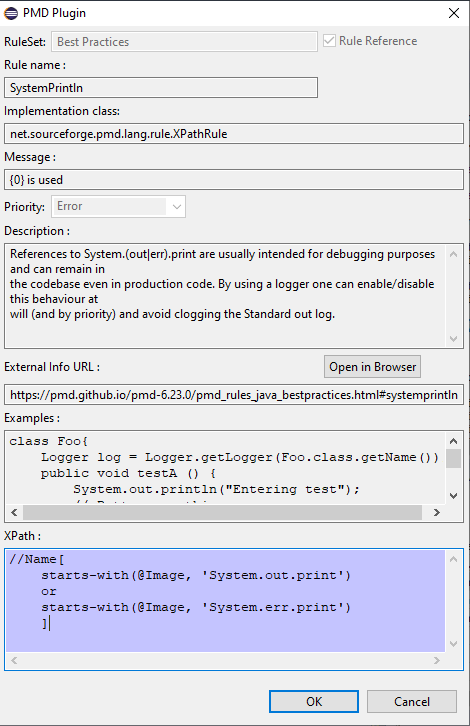 PMD Plugin
RuleSet: Best Practices Rule Reference
Rule name :
SystemPrintln
Implementation class:
net.sourceforge.pmd.lang.rule.XPathRule
Message :
{0} is used
Priority: Error
Description :
References to System.(out|err).print are usually intended for debugging purposes
and can remain in
the codebase even in production code. By using a logger one can enable/disable
this behaviour at
will (and by priority) and avoid clogging the Standard out log.
External Info URL : Open in Browser
https://pmd.github.io/pmd-6.23.0/pmd_rules_java_bestpractices.html#systemprintln
Examples :
class Foo{
    Logger log = Logger.getLogger(Foo.class.getName())
    public void testA () {
        System.out.println("Entering test");
XPath :
//Name[
    starts-with(@Image, 'System.out.print')
    or
    starts-with(@Image, 'System.err.print')
    ]
OK Cancel